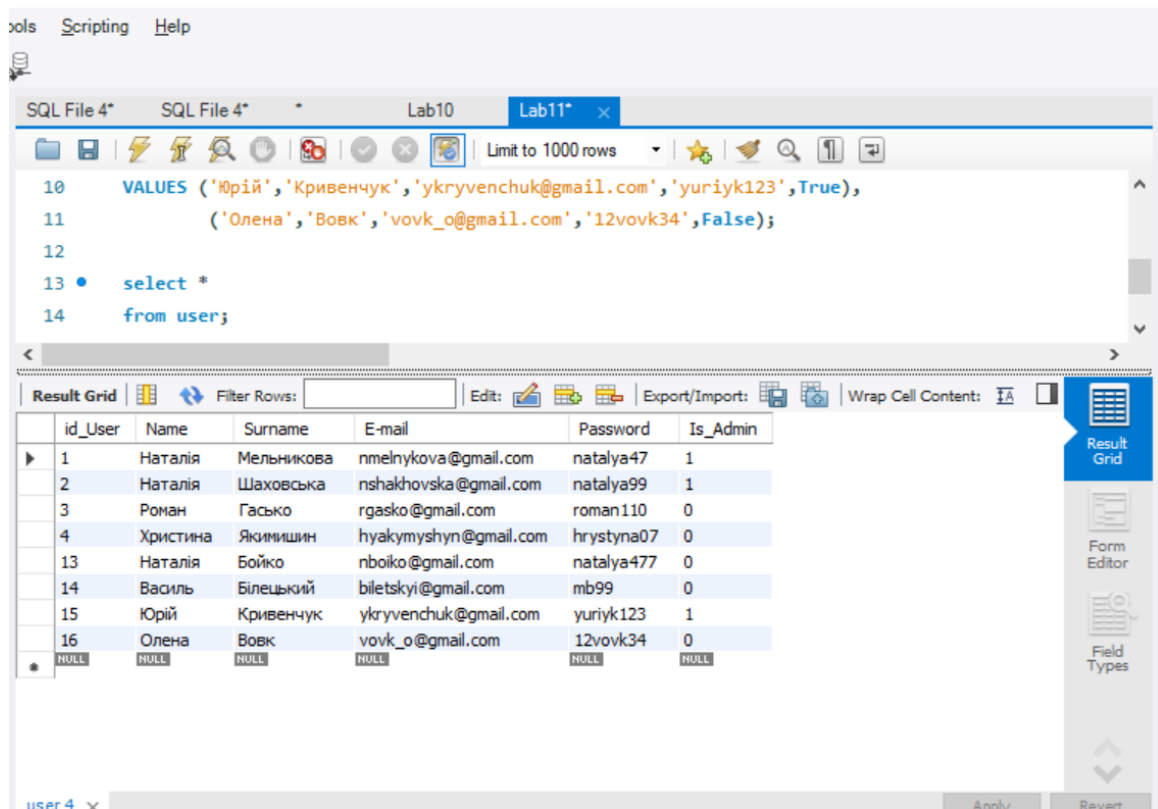 ools Scripting Help
SQL File 4* SQL File 4* * Lab10 Lab11* ×
Limit to 1000 rows
10 VALUES ('Юрій','Кривенчук','ykryvenchuk@gmail.com','yuriyk123',True),
11 ('Олена','Вовк','vovk_o@gmail.com','12vovk34',False);
12
13 select *
14 from user;
Result Grid Filter Rows: Edit: Export/Import: Wrap Cell Content: IA
id_User Name Surname E-mail Password Is_Admin
1 Наталія Мельникова nmelnykova@gmail.com natalya47 1
2 Наталія Шаховська nshakhovska@gmail.com natalya99 1
3 Роман Гасько rgasko@gmail.com roman110 0
4 Христина Якимишин hyakymyshyn@gmail.com hrystyna07 0
13 Наталія Бойко nboiko@gmail.com natalya477 0
14 Василь Білецький biletskyi@gmail.com mb99 0
15 Юрій Кривенчук ykryvenchuk@gmail.com yuriyk123 1
16 Олена Вовк vovk_o@gmail.com 12vovk34 0
* NULL NULL NULL NULL NULL NULL
Result
Grid
Form
Editor
Field
Types
user 4 × Apply Revert